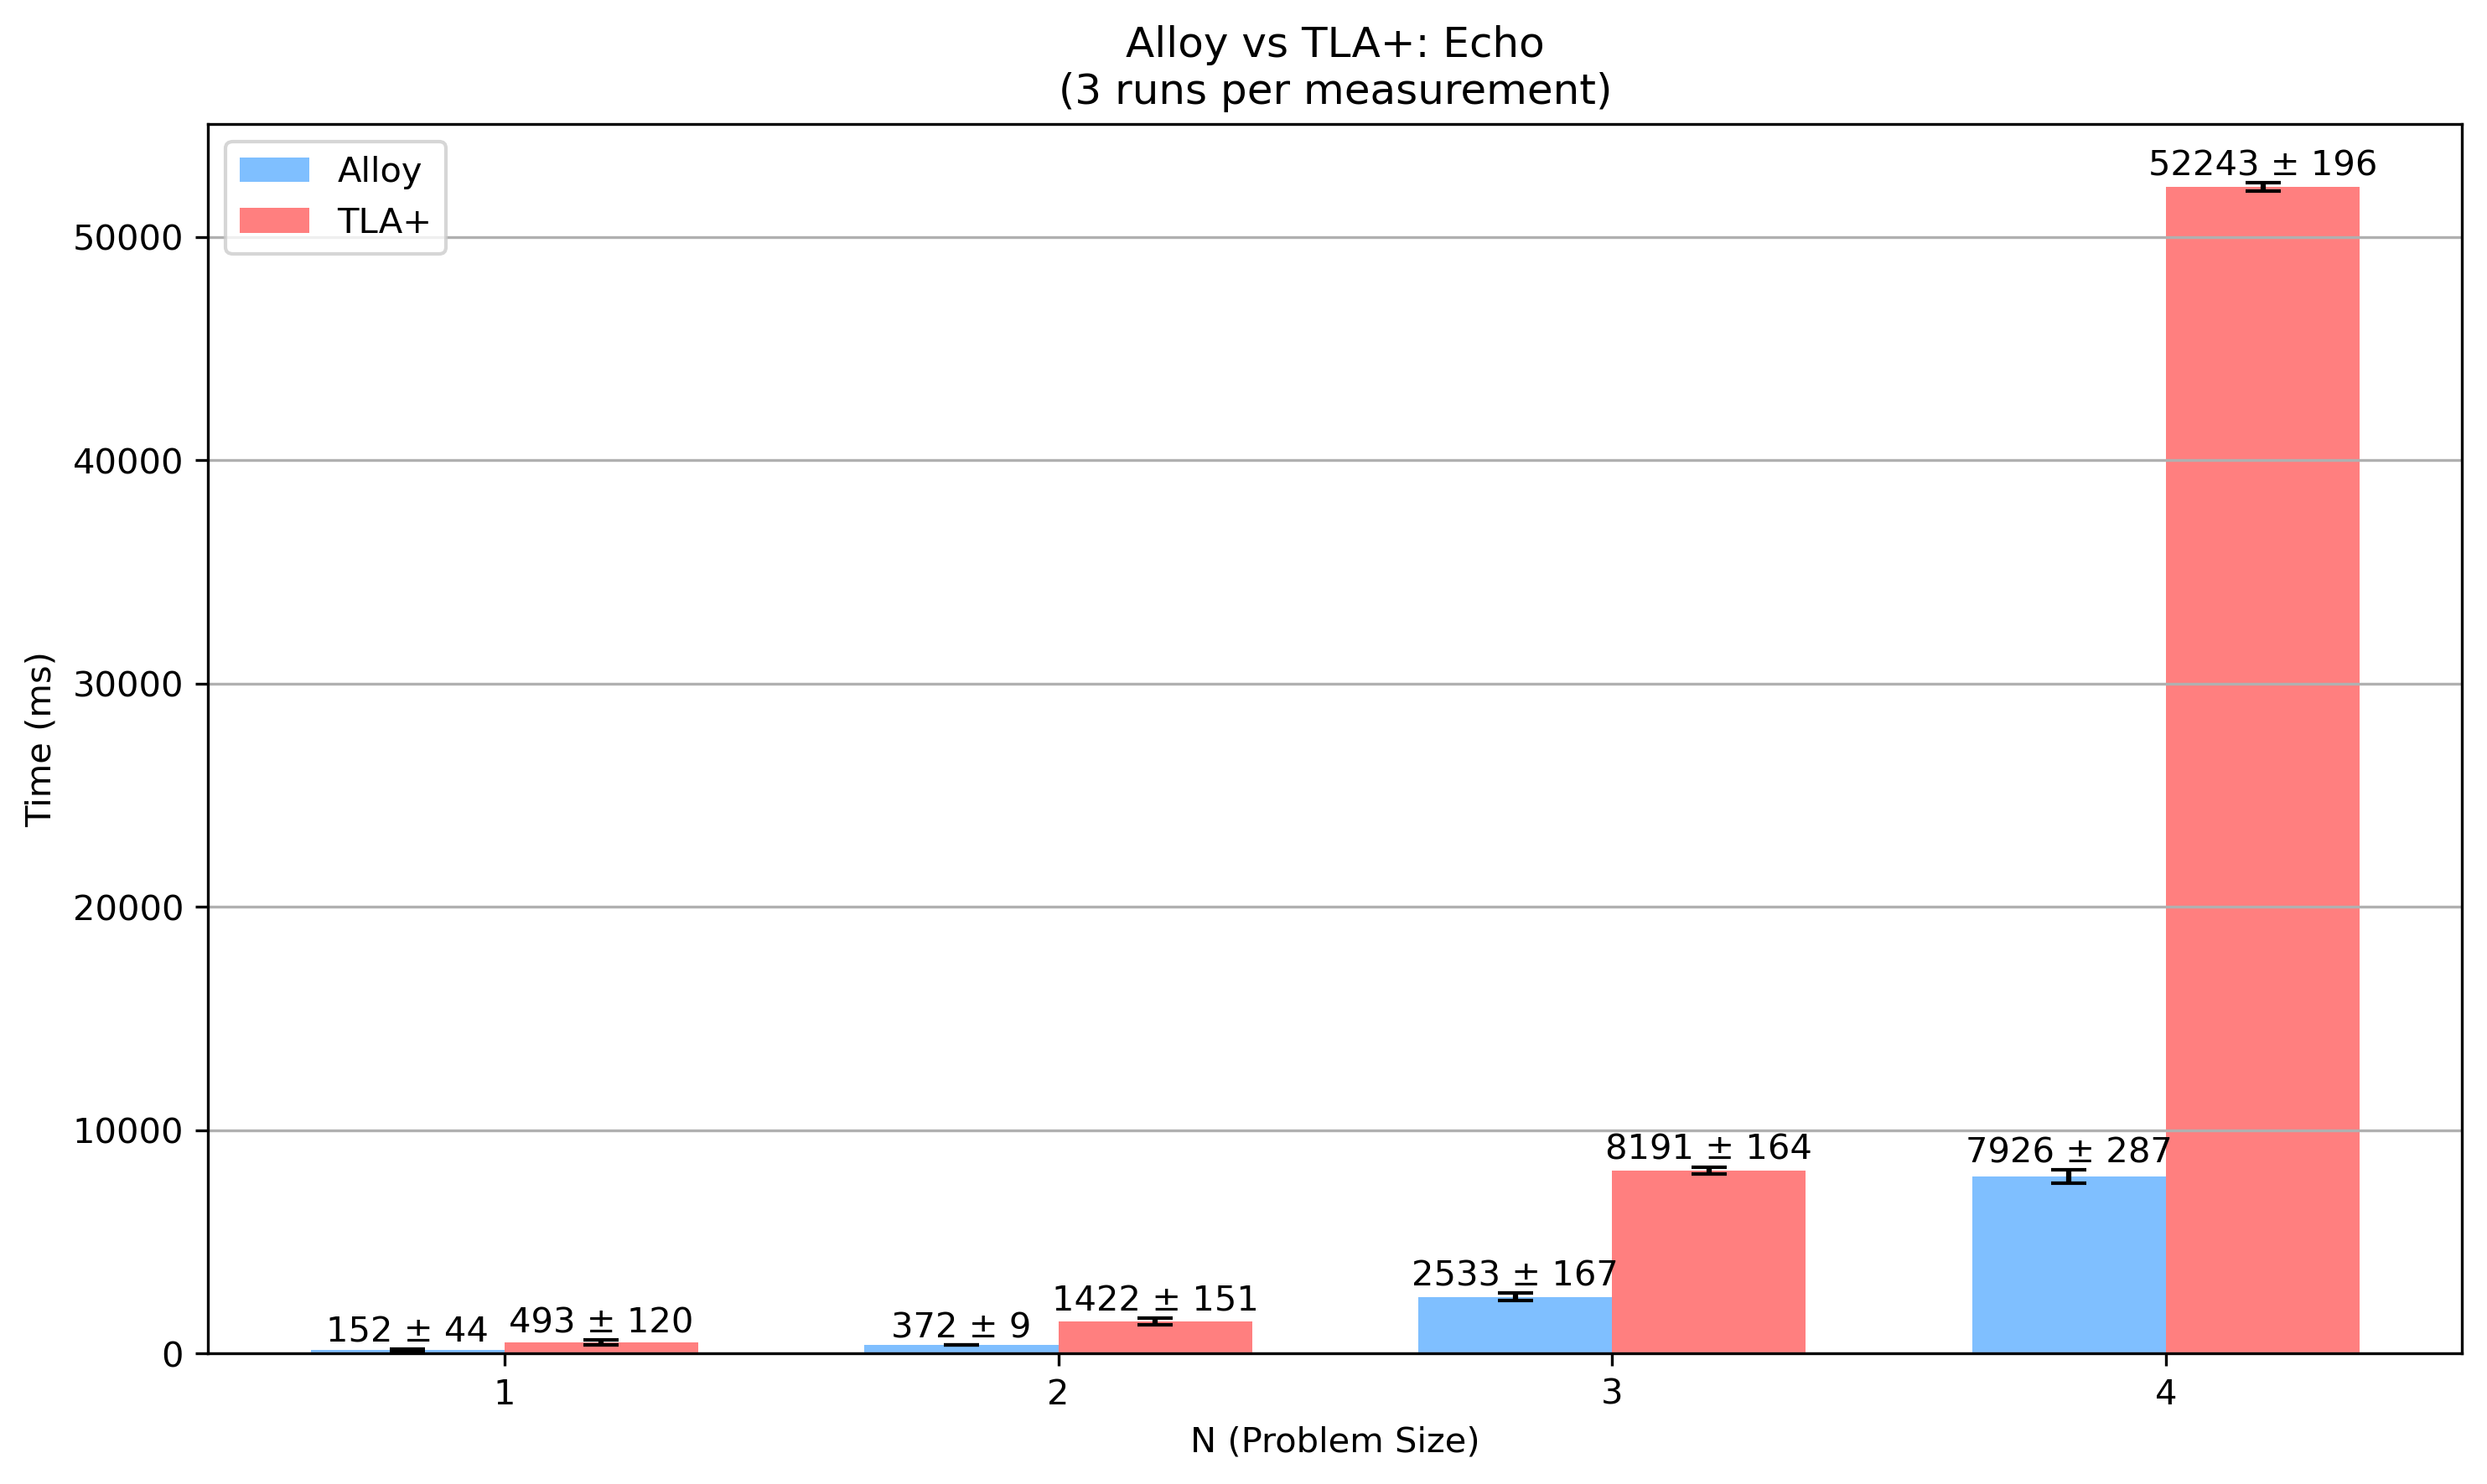 Alloy vs TLA+: Echo
(3 runs per measurement)
Alloy
TLA+
Time (ms)
50000
40000
30000
20000
10000
0
152 ± 44
493 ± 120
372 ± 9
1422 ± 151
2533 ± 167
8191 ± 164
7926 ± 287
52243 ± 196
1
2
3
4
N (Problem Size)